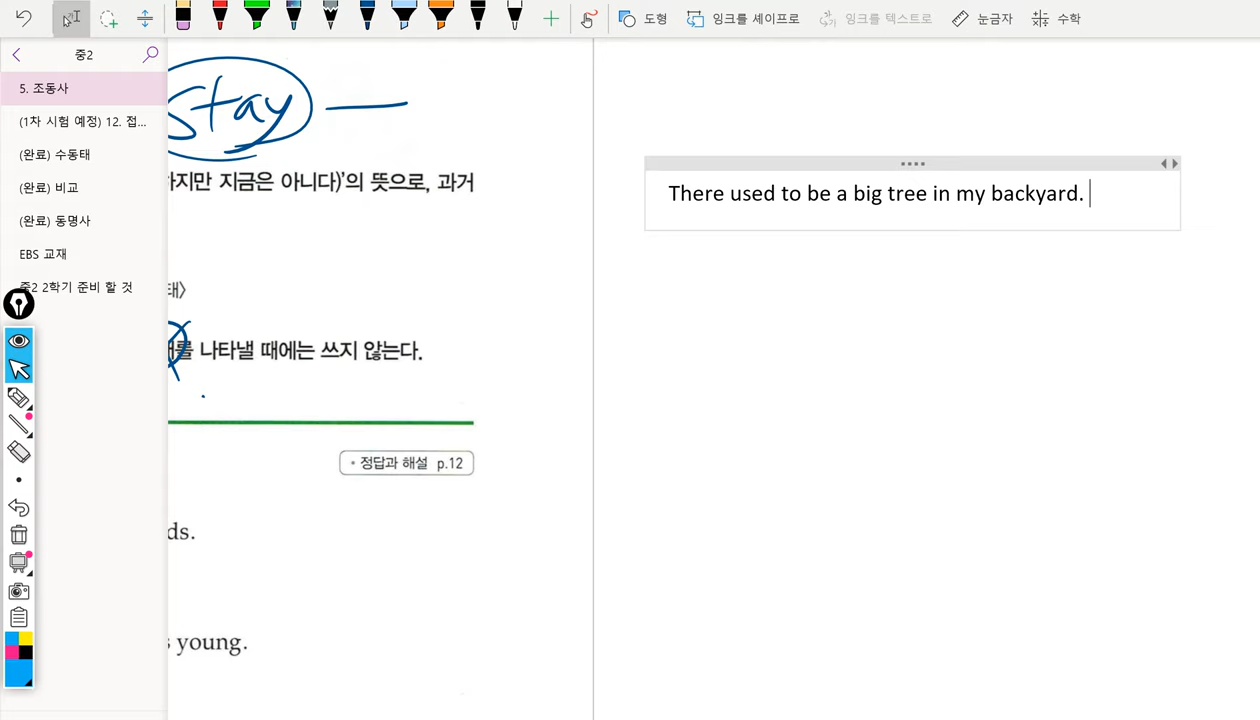 도형
잉크를 셰이프로
잉크를 텍스트로
눈금자
수학
중2
5. 조동사
(1차 시험 예정) 12. 접...
(완료) 수동태
(완료) 비교
(완료) 동명사
EBS 교재
중2 2학기 준비 할 것
Stay
하지만 지금은 아니다)'의 뜻으로, 과거
태〉
를 나타낼 때에는 쓰지 않는다.
• 정답과 해설 p.12
ds.
s young.
There used to be a big tree in my backyard.